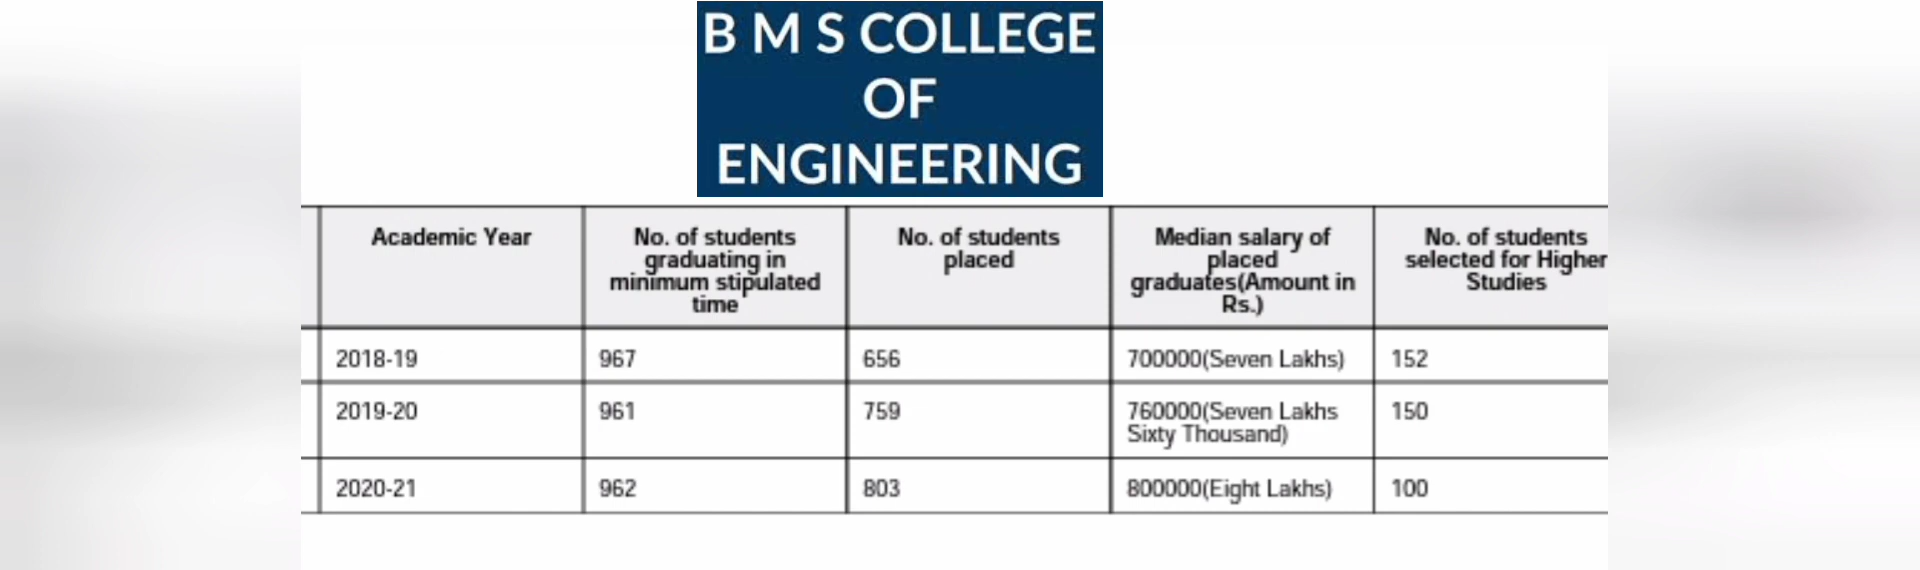 B M S COLLEGE
OF
ENGINEERING
Academic Year
No. of students
graduating in
minimum stipulated
time
No. of students
placed
Median salary of
placed
graduates(Amount in
Rs.)
No. of students
selected for Higher
Studies
2018-19
967
656
700000(Seven Lakhs)
152
2019-20
961
759
760000(Seven Lakhs
Sixty Thousand)
150
2020-21
962
803
800000(Eight Lakhs)
100